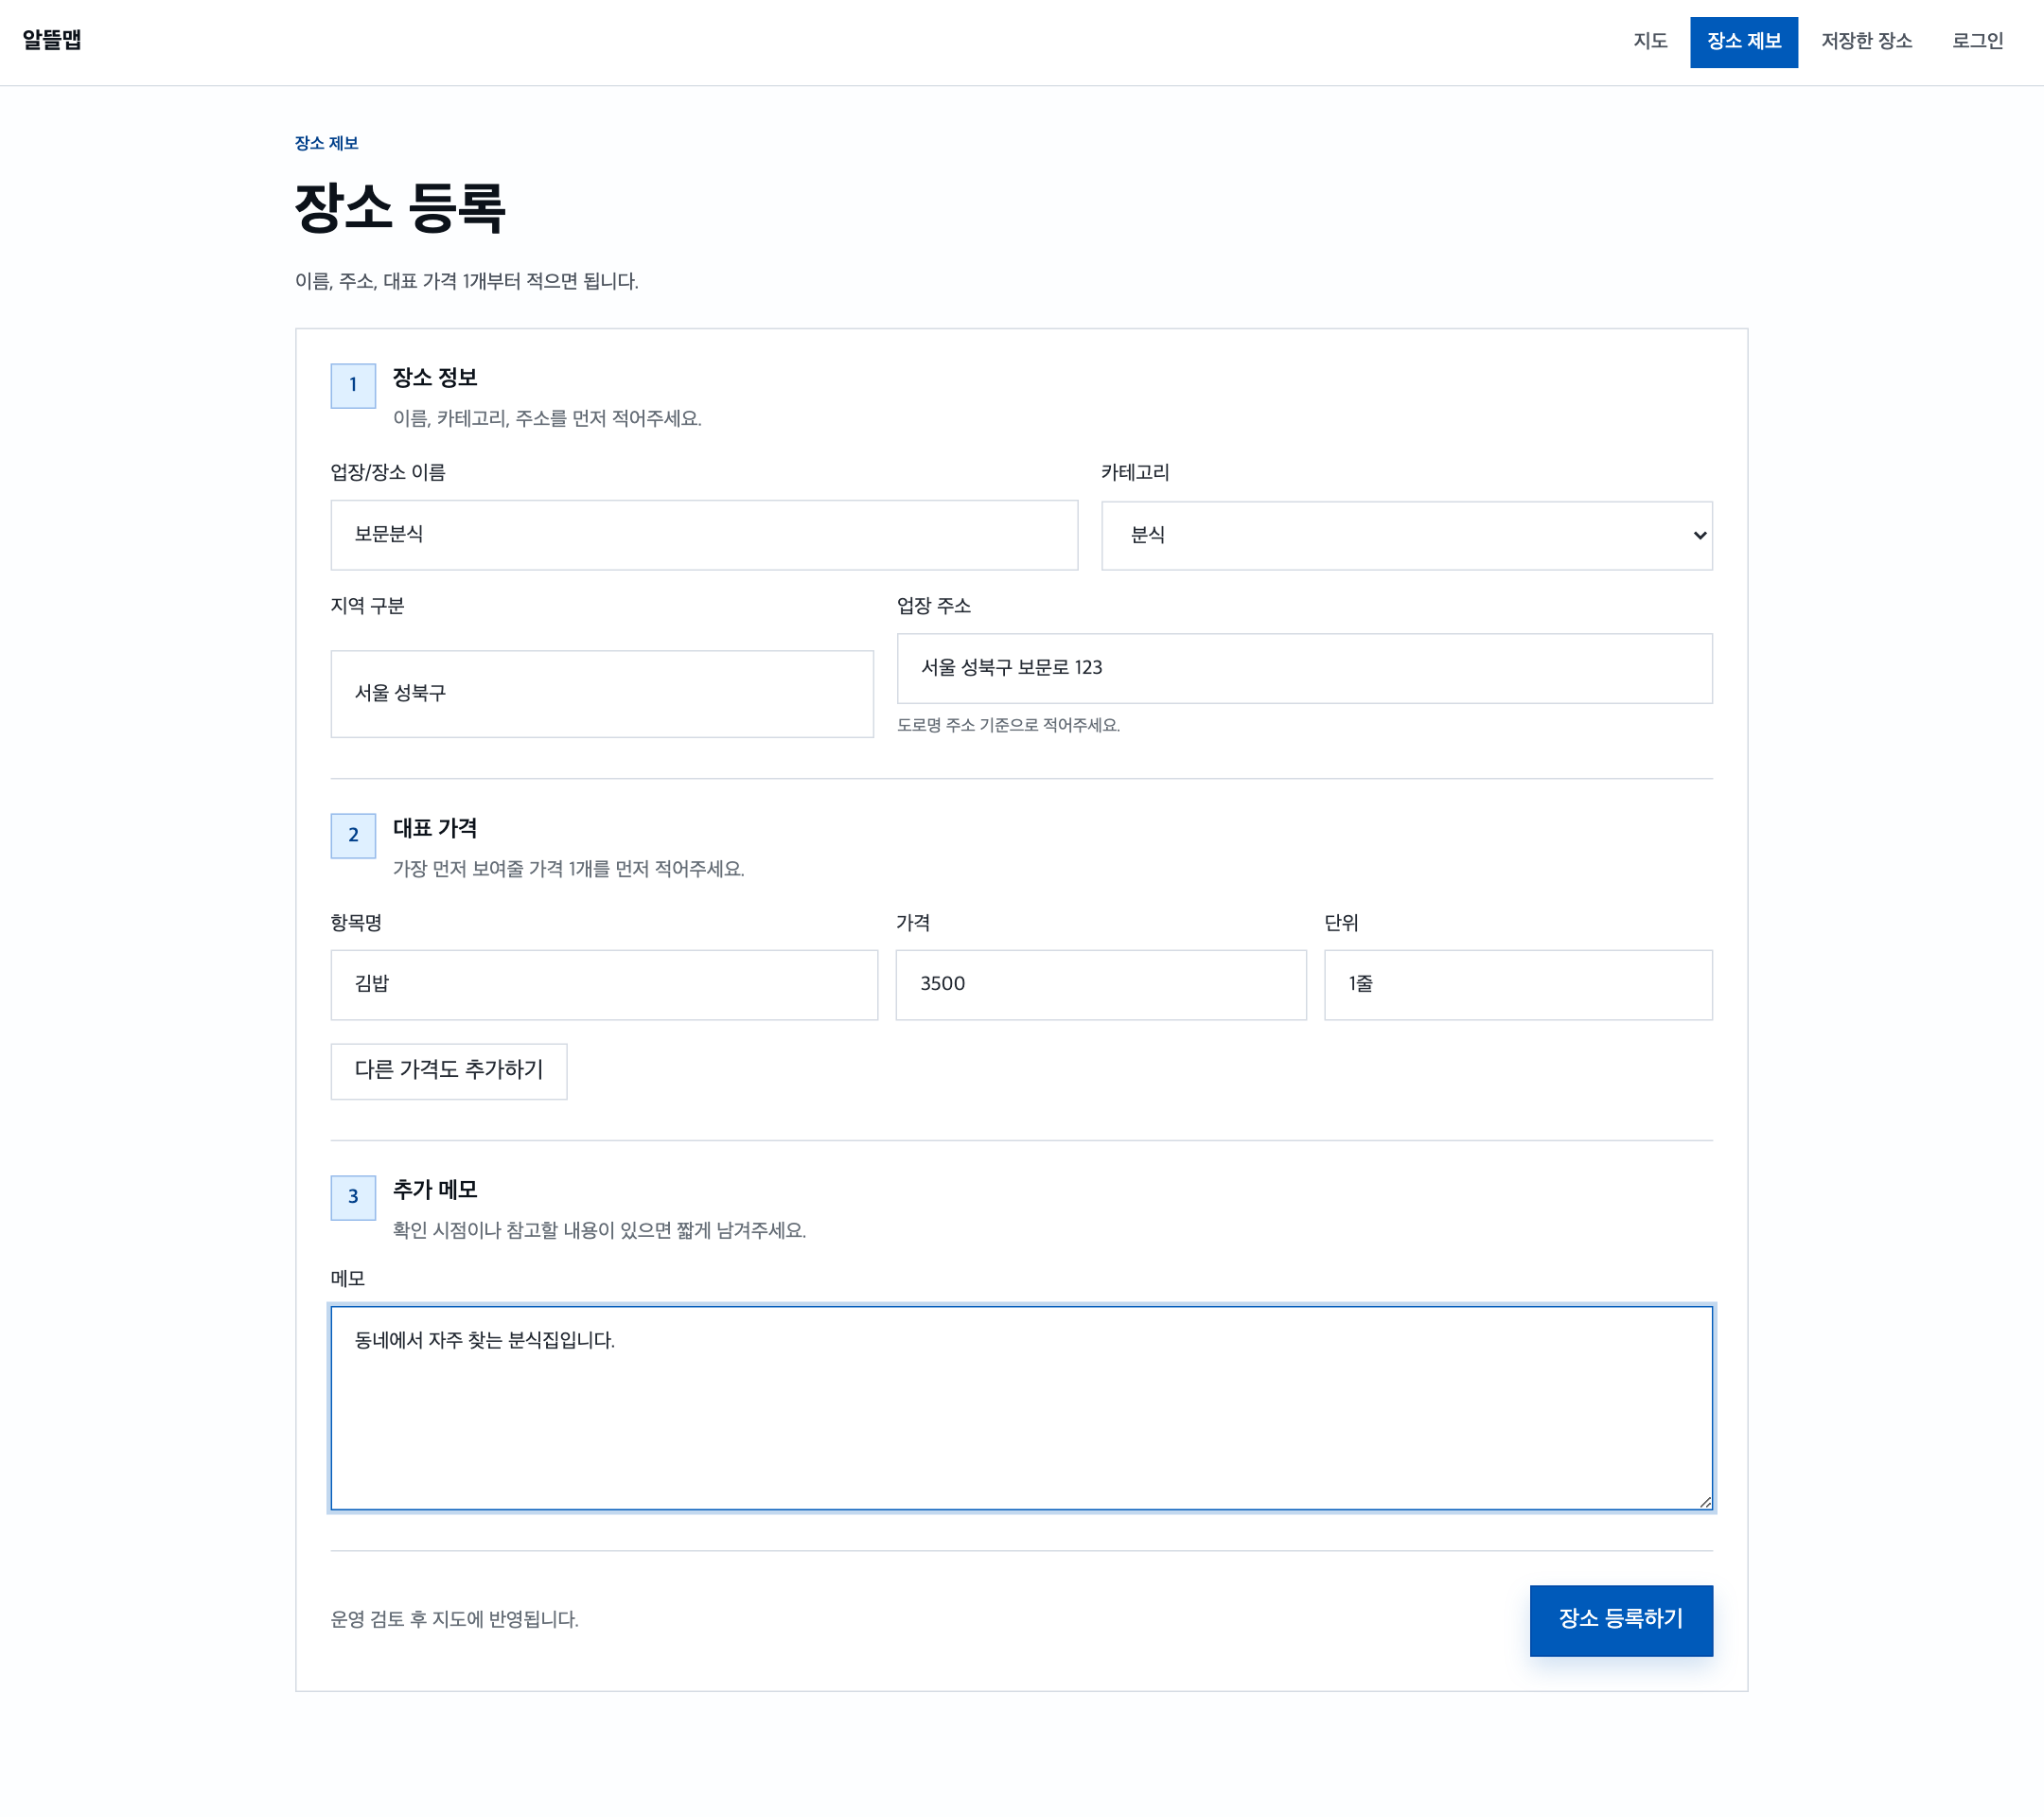 알뜰맵
지도 장소 제보 저장한 장소 로그인
장소 제보
장소 등록
이름, 주소, 대표 가격 1개부터 적으면 됩니다.
1 장소 정보
이름, 카테고리, 주소를 먼저 적어주세요.
업장/장소 이름 카테고리
보문분식 분식
지역 구분 업장 주소
서울 성북구 서울 성북구 보문로 123
도로명 주소 기준으로 적어주세요.
2 대표 가격
가장 먼저 보여줄 가격 1개를 먼저 적어주세요.
항목명 가격 단위
김밥 3500 1줄
다른 가격도 추가하기
3 추가 메모
확인 시점이나 참고할 내용이 있으면 짧게 남겨주세요.
메모
동네에서 자주 찾는 분식집입니다.
운영 검토 후 지도에 반영됩니다. 장소 등록하기